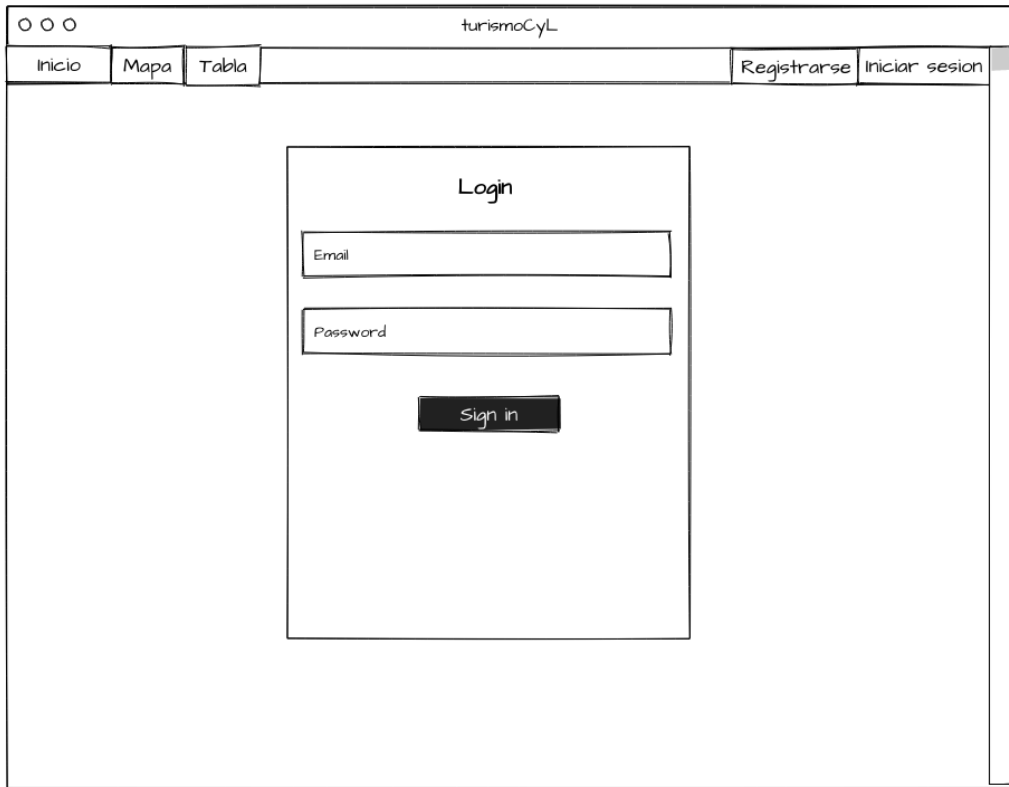 turismoCyL
Inicio Mapa Tabla Registrarse Iniciar sesion
Login
Email
Password
Sign in